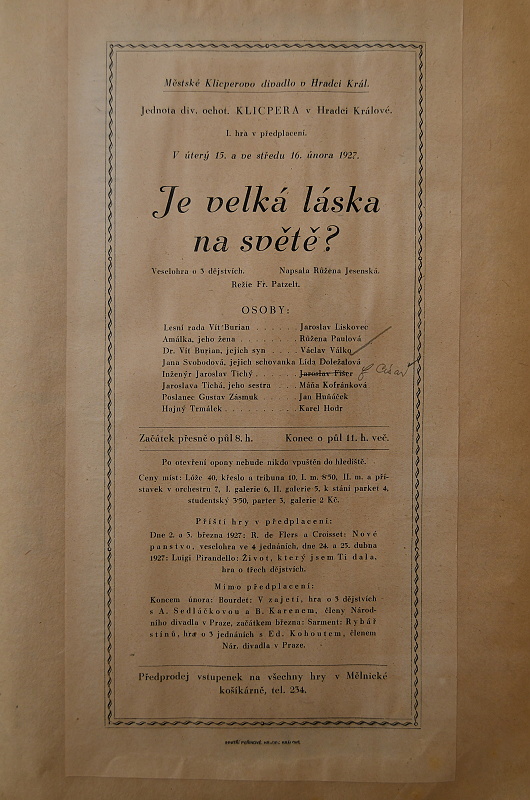 Městské Klicperovo divadlo v Hradci Král.
Jednota div. ochot. KLICPERA v Hradci Králové.
I. hra v předplacení.
V úterý 15. a ve středu 16. února 1927.
Je velká láska
na světě?
Veselohra o 3 dějstvích. Napsala Růžena Jesenská.
Režie Fr. Patzelt.
OSOBY:
Lesní rada Vít Burian . . . . . . Jaroslav Lískovec
Amálka, jeho žena . . . . . . . . Růžena Paulová
Dr. Vít Burian, jejich syn . . . . Václav Válko
Jana Svobodová, jejich schovanka Lída Doležalová
Inženýr Jaroslav Tichý . . . . . . Jaroslav Fišer
Jaroslava Tichá, jeho sestra . . . Máňa Kofránková
Poslanec Gustav Zásmuk . . . . . Jan Huňáček
Hajný Trmálek . . . . . . . . . . Karel Hodr
Začátek přesně o půl 8. h. Konec o půl 11. h. več.
Po otevření opony nebude nikdo vpuštěn do hlediště.
Ceny míst: Lóže 40, křeslo a tribuna 10, I. m. 8·50, II. m. a pří-
stavek v orchestru 7, I. galerie 6, II. galerie 5, k stání parket 4,
studentský 3·50, parter 3, galerie 2 Kč.
Příští hry v předplacení:
Dne 2. a 3. března 1927: R. de Flers a Croisset: Nové
panstvo, veselohra ve 4 jednáních, dne 24. a 25. dubna
1927: Luigi Pirandello: Život, který jsem Ti dala,
hra o třech dějstvích.
Mimo předplacení:
Koncem února: Bourdet: V zajetí, hra o 3 dějstvích
s A. Sedláčkovou a B. Karenem, členy Národ-
ního divadla v Praze, začátkem března: Sarment: Rybář
stínů, hra o 3 jednáních s Ed. Kohoutem, členem
Nár. divadla v Praze.
Předprodej vstupenek na všechny hry v Mělnické
košíkárně, tel. 234.